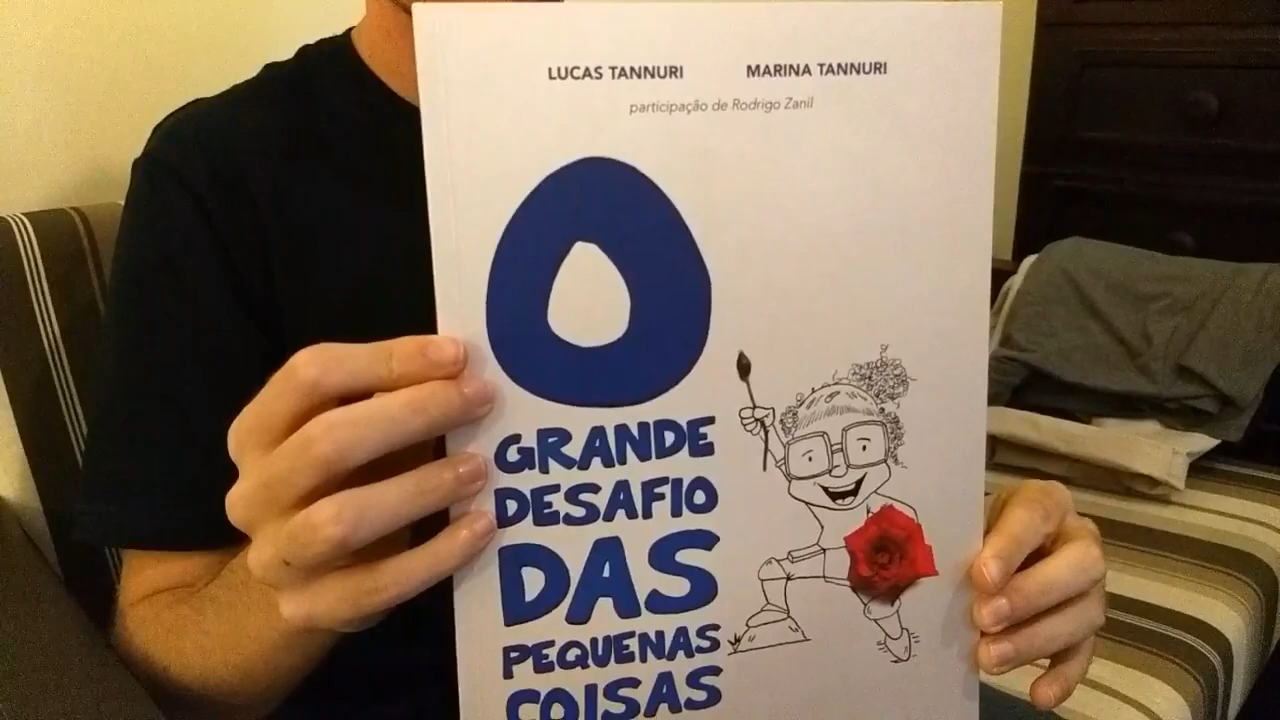 LUCAS TANNURI MARINA TANNURI
participação de Rodrigo Zanil
O
GRANDE
DESAFIO
DAS
PEQUENAS
COISAS